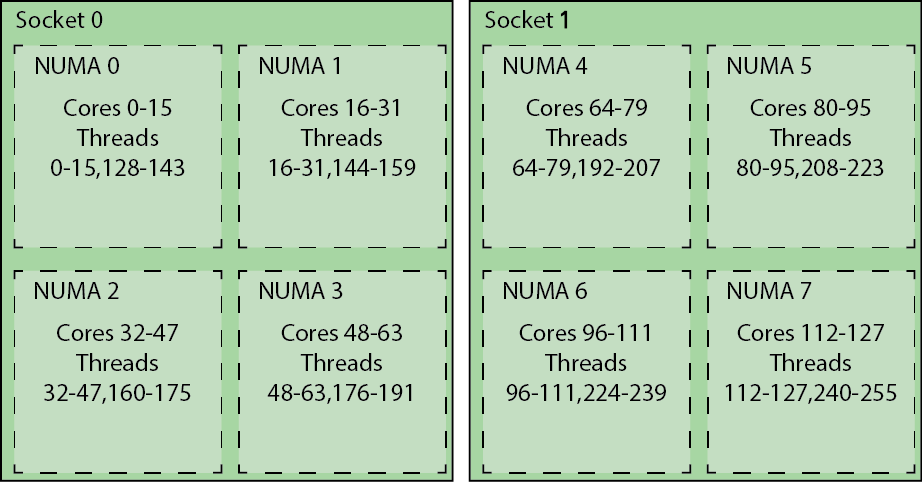 Socket 0
NUMA 0
Cores 0-15
Threads
0-15,128-143
NUMA 1
Cores 16-31
Threads
16-31,144-159
NUMA 2
Cores 32-47
Threads
32-47,160-175
NUMA 3
Cores 48-63
Threads
48-63,176-191
Socket 1
NUMA 4
Cores 64-79
Threads
64-79,192-207
NUMA 5
Cores 80-95
Threads
80-95,208-223
NUMA 6
Cores 96-111
Threads
96-111,224-239
NUMA 7
Cores 112-127
Threads
112-127,240-255